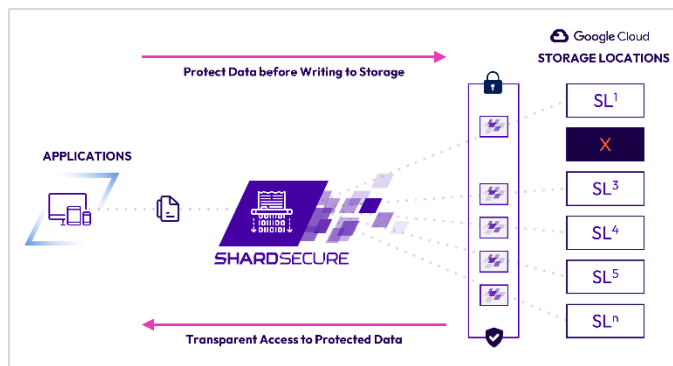 Google Cloud
STORAGE LOCATIONS
Protect Data before Writing to Storage
SL¹
X
APPLICATIONS
SL³
SL⁴
SHARDSECURE
SL⁵
SLⁿ
Transparent Access to Protected Data